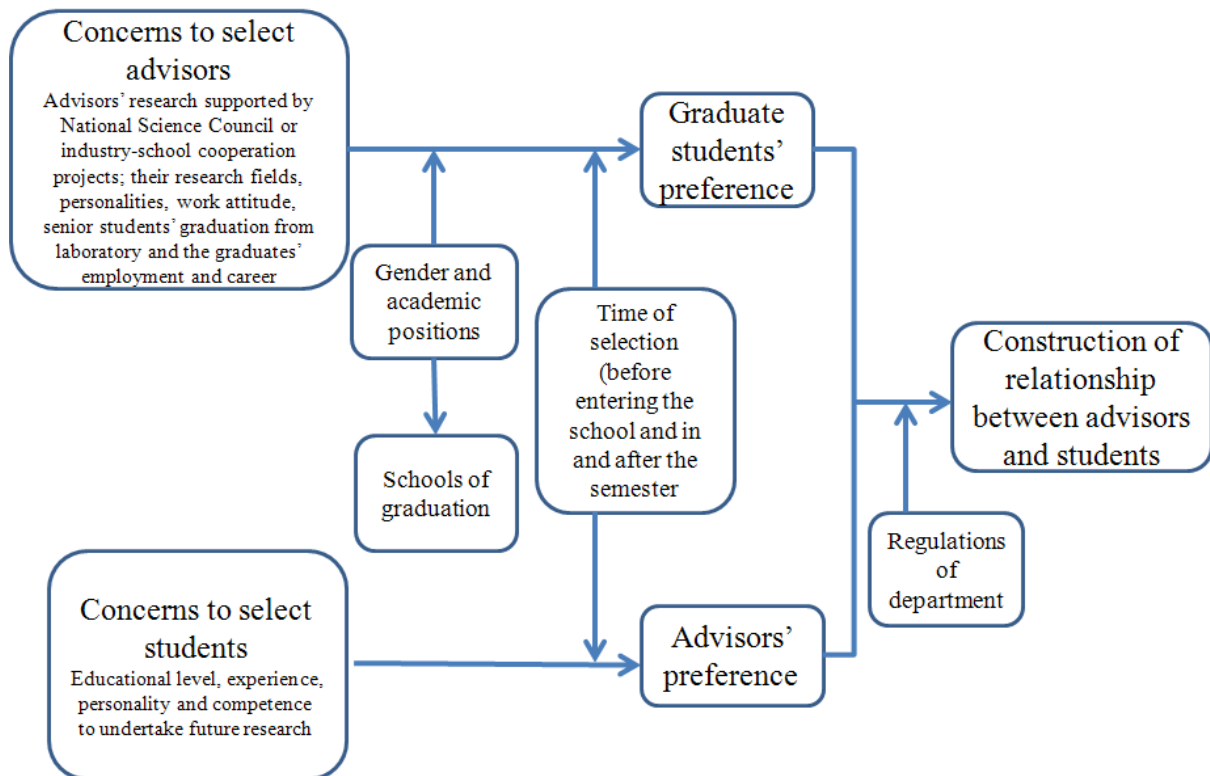 Concerns to select
advisors
Advisors’ research supported by
National Science Council or
industry-school cooperation
projects; their research fields,
personalities, work attitude,
senior students’ graduation from
laboratory and the graduates’
employment and career
Graduate
students’
preference
Gender and
academic
positions
Time of
selection
(before
entering the
school and in
and after the
semester
Construction of
relationship
between advisors
and students
Schools of
graduation
Regulations
of
department
Concerns to select
students
Educational level, experience,
personality and competence
to undertake future research
Advisors’
preference